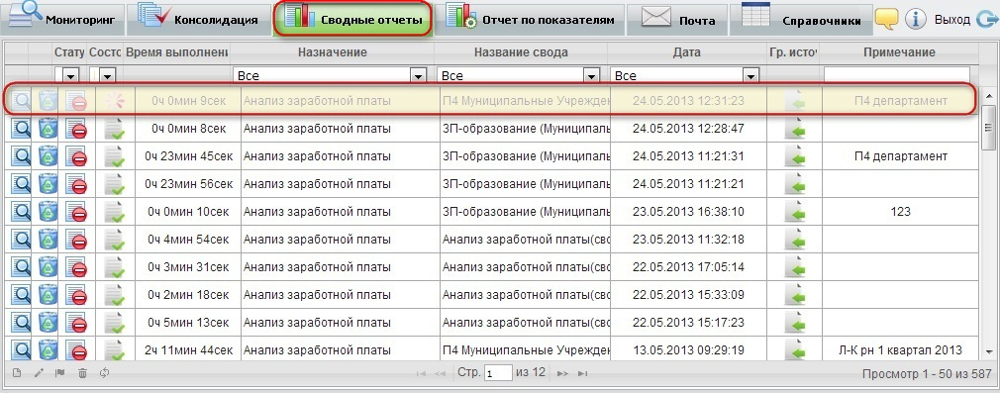 Мониторинг Консолидация Сводные отчеты Отчет по показателям Почта Справочники Выход
Стату Состо Время выполнени Назначение Название свода Дата Гр. источ Примечание
Все Все Все
0ч 0мин 9сек Анализ заработной платы П4 Муниципальные Учрежден 24.05.2013 12:31:23 П4 департамент
0ч 0мин 8сек Анализ заработной платы ЗП-образование (Муниципаль 24.05.2013 12:28:47
0ч 23мин 45сек Анализ заработной платы ЗП-образование (Муниципаль 24.05.2013 11:21:31 П4 департамент
0ч 23мин 56сек Анализ заработной платы ЗП-образование (Муниципаль 24.05.2013 11:21:21
0ч 0мин 10сек Анализ заработной платы ЗП-образование (Муниципаль 23.05.2013 16:38:10 123
0ч 4мин 54сек Анализ заработной платы Анализ заработной платы(сво 23.05.2013 11:32:18
0ч 3мин 31сек Анализ заработной платы Анализ заработной платы(сво 22.05.2013 17:05:14
0ч 2мин 18сек Анализ заработной платы Анализ заработной платы(сво 22.05.2013 15:33:09
0ч 5мин 13сек Анализ заработной платы Анализ заработной платы(сво 22.05.2013 15:17:23
2ч 11мин 44сек Анализ заработной платы П4 Муниципальные Учрежден 13.05.2013 09:29:19 Л-К рн 1 квартал 2013
Стр. 1 из 12 Просмотр 1 - 50 из 587